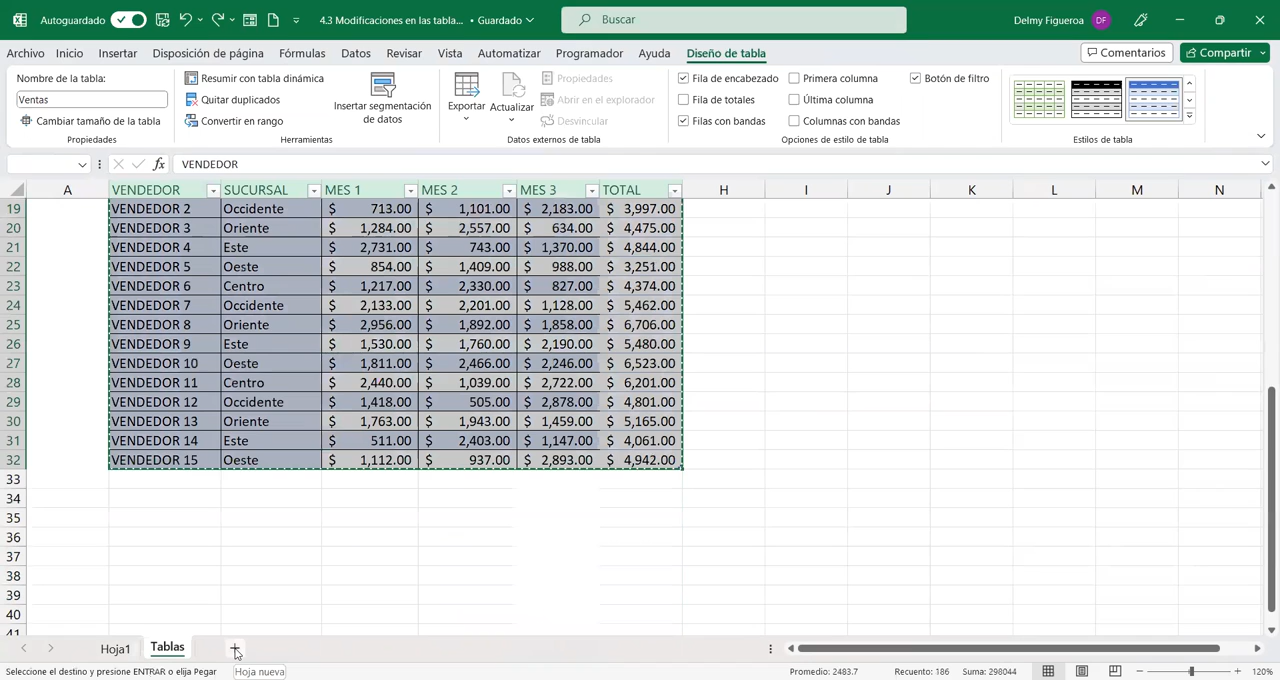 Autoguardado 4.3 Modificaciones en las tabla... • Guardado Buscar Delmy Figueroa DF
Archivo Inicio Insertar Disposición de página Fórmulas Datos Revisar Vista Automatizar Programador Ayuda Diseño de tabla Comentarios Compartir
Nombre de la tabla: Resumir con tabla dinámica Propiedades Fila de encabezado Primera columna Botón de filtro
Ventas Quitar duplicados Insertar segmentación de datos Exportar Actualizar Abrir en el explorador Fila de totales Última columna
Cambiar tamaño de la tabla Convertir en rango Desvincular Filas con bandas Columnas con bandas
Propiedades Herramientas Datos externos de tabla Opciones de estilo de tabla Estilos de tabla
fx VENDEDOR
A VENDEDOR SUCURSAL MES 1 MES 2 MES 3 TOTAL H I J K L M N
19 VENDEDOR 2 Occidente $ 713.00 $ 1,101.00 $ 2,183.00 $ 3,997.00
20 VENDEDOR 3 Oriente $ 1,284.00 $ 2,557.00 $ 634.00 $ 4,475.00
21 VENDEDOR 4 Este $ 2,731.00 $ 743.00 $ 1,370.00 $ 4,844.00
22 VENDEDOR 5 Oeste $ 854.00 $ 1,409.00 $ 988.00 $ 3,251.00
23 VENDEDOR 6 Centro $ 1,217.00 $ 2,330.00 $ 827.00 $ 4,374.00
24 VENDEDOR 7 Occidente $ 2,133.00 $ 2,201.00 $ 1,128.00 $ 5,462.00
25 VENDEDOR 8 Oriente $ 2,956.00 $ 1,892.00 $ 1,858.00 $ 6,706.00
26 VENDEDOR 9 Este $ 1,530.00 $ 1,760.00 $ 2,190.00 $ 5,480.00
27 VENDEDOR 10 Oeste $ 1,811.00 $ 2,466.00 $ 2,246.00 $ 6,523.00
28 VENDEDOR 11 Centro $ 2,440.00 $ 1,039.00 $ 2,722.00 $ 6,201.00
29 VENDEDOR 12 Occidente $ 1,418.00 $ 505.00 $ 2,878.00 $ 4,801.00
30 VENDEDOR 13 Oriente $ 1,763.00 $ 1,943.00 $ 1,459.00 $ 5,165.00
31 VENDEDOR 14 Este $ 511.00 $ 2,403.00 $ 1,147.00 $ 4,061.00
32 VENDEDOR 15 Oeste $ 1,112.00 $ 937.00 $ 2,893.00 $ 4,942.00
33
34
35
36
37
38
39
40
41
Hoja1 Tablas
Seleccione el destino y presione ENTRAR o elija Pegar Hoja nueva Promedio: 2483.7 Recuento: 186 Suma: 298044 120%